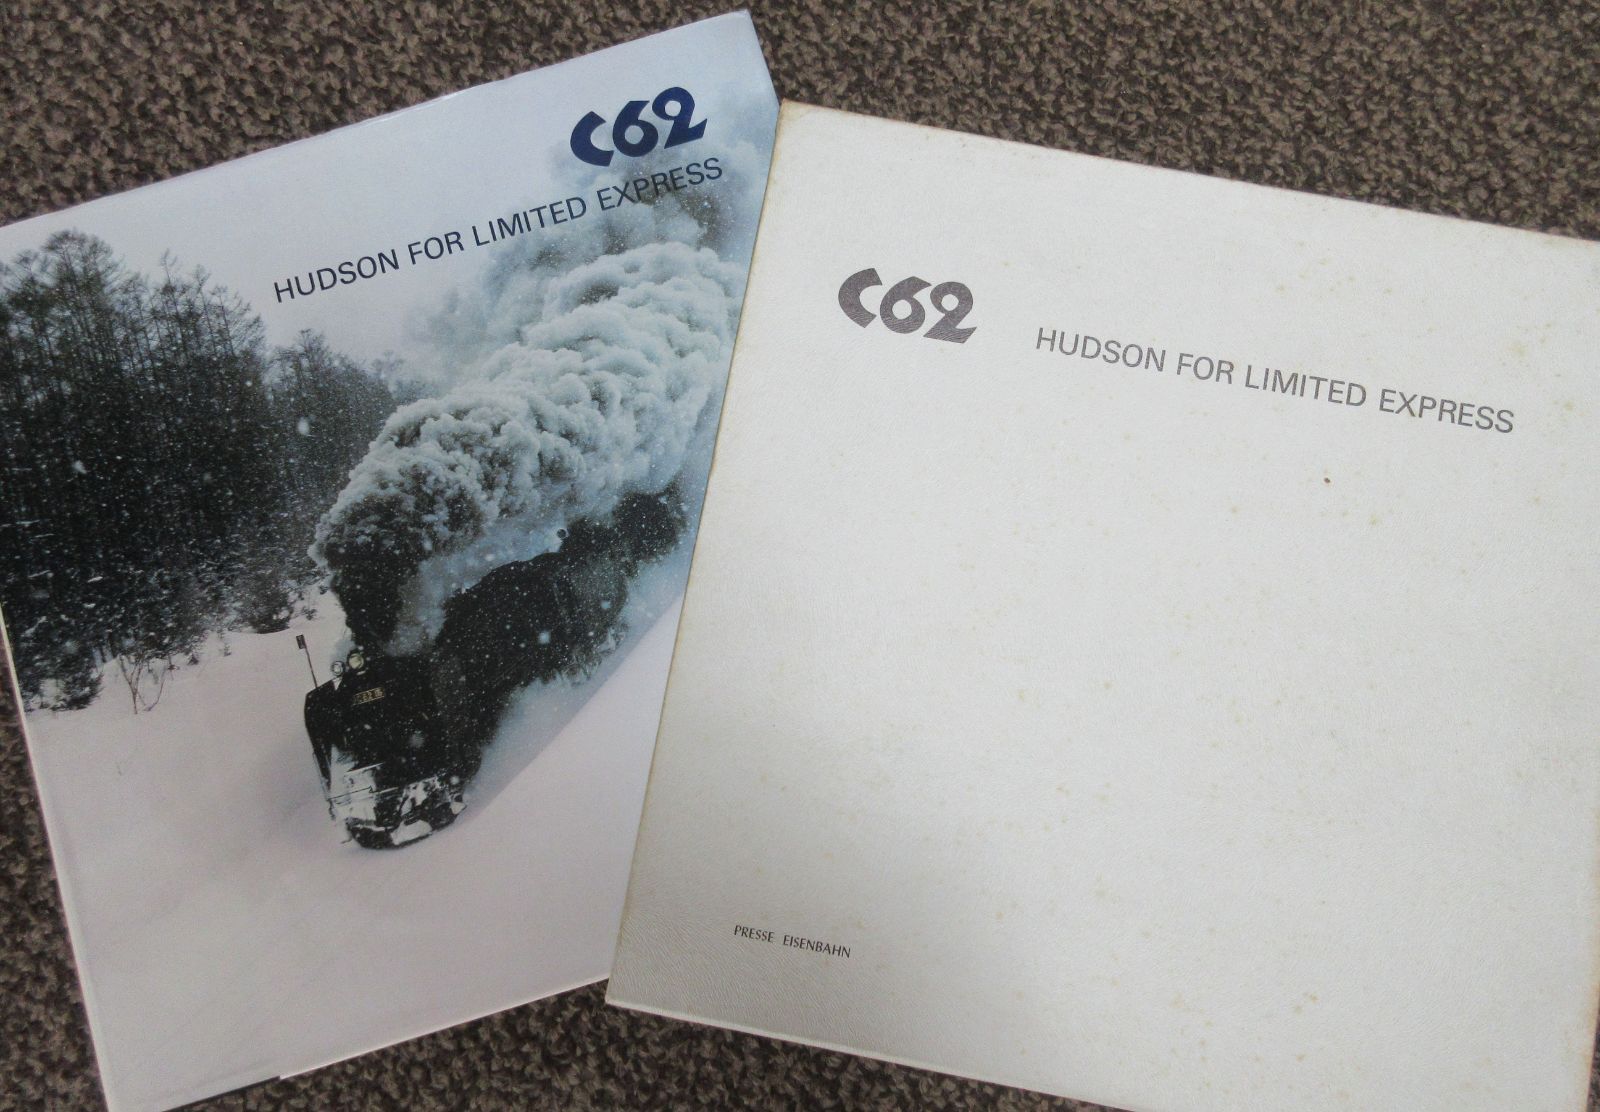 C62
HUDSON FOR LIMITED EXPRESS
C62
HUDSON FOR LIMITED EXPRESS
PRESSE EISENBAHN